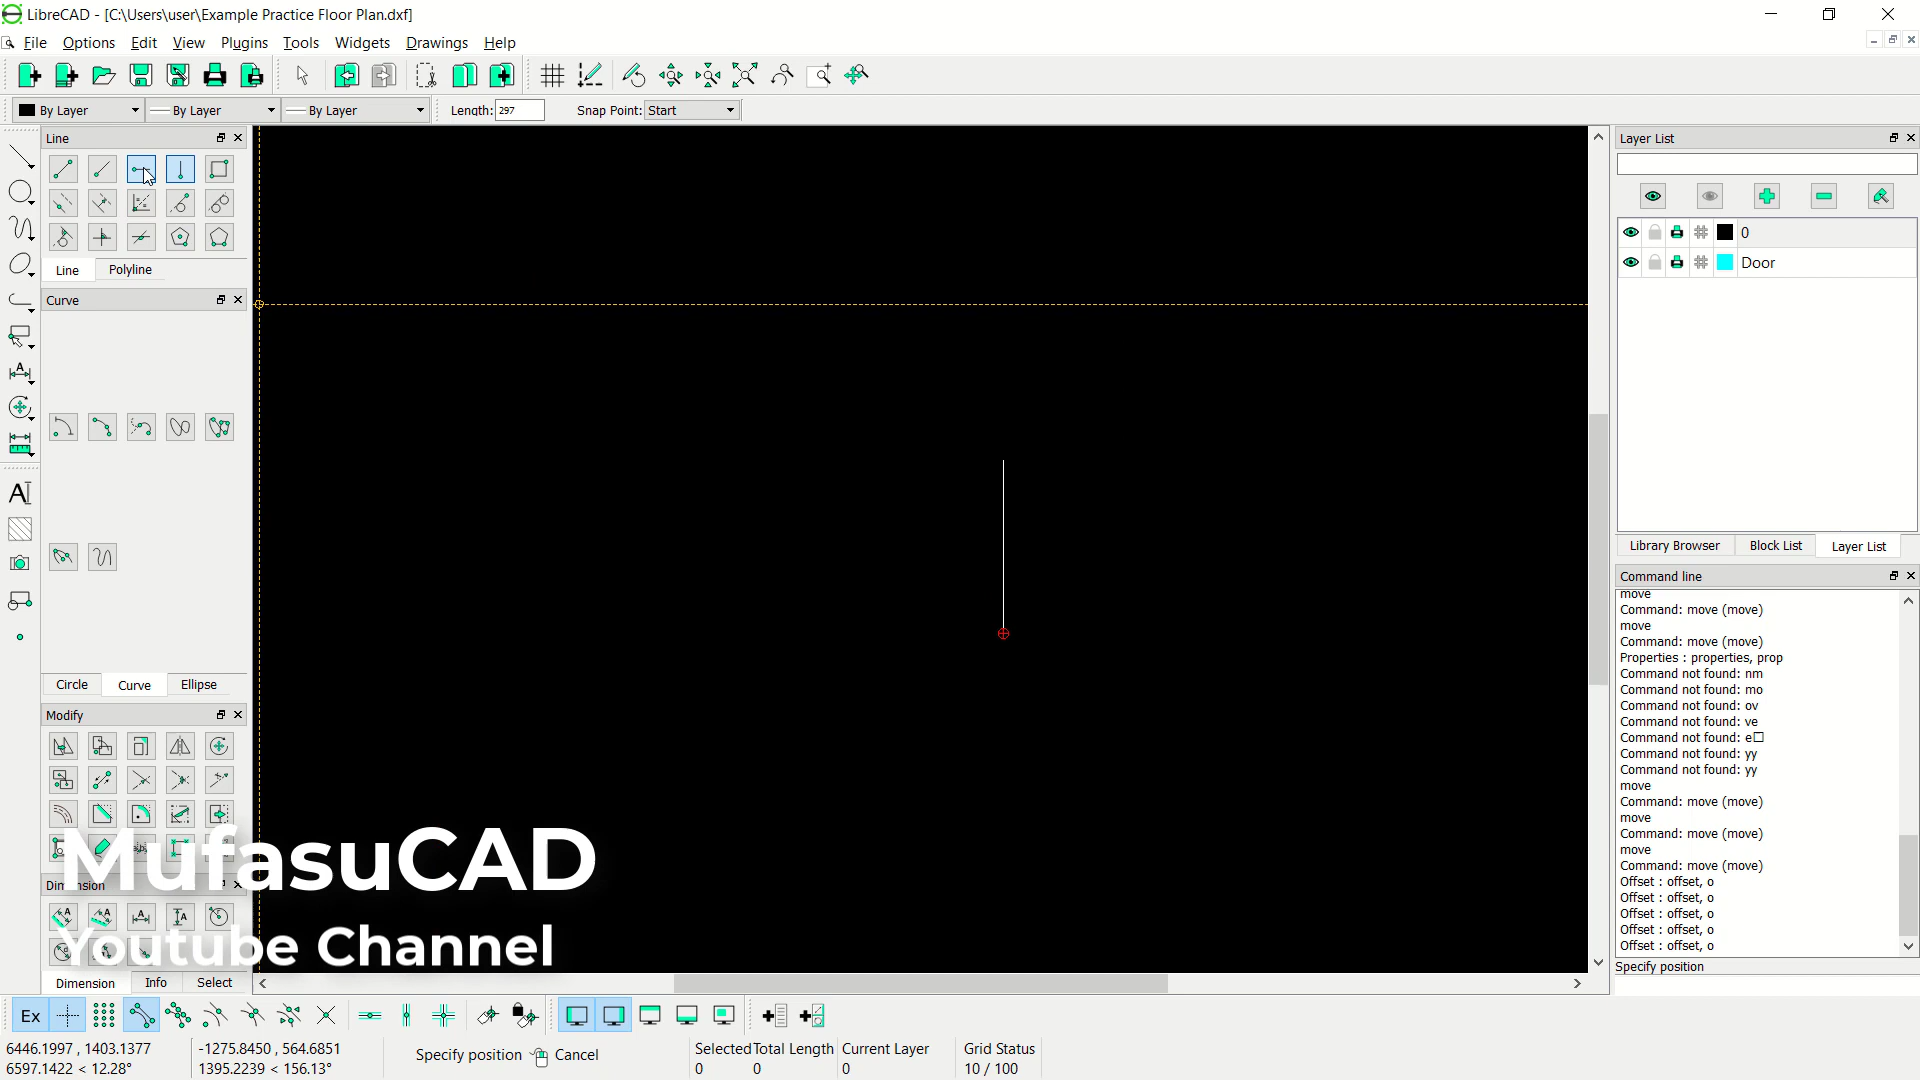 LibreCAD - [C:\Users\user\Example Practice Floor Plan.dxf]
File Options Edit View Plugins Tools Widgets Drawings Help
By Layer By Layer By Layer Length: 297 Snap Point: Start
Line
Line Polyline
Curve
Circle Curve Ellipse
Modify
Dimension
Dimension Info Select
MufasuCAD
Youtube Channel
Layer List
0
Door
Library Browser Block List Layer List
Command line
move
Command: move (move)
move
Command: move (move)
Properties : properties, prop
Command not found: nm
Command not found: mo
Command not found: ov
Command not found: ve
Command not found: e□
Command not found: yy
Command not found: yy
move
Command: move (move)
move
Command: move (move)
move
Command: move (move)
Offset : offset, o
Offset : offset, o
Offset : offset, o
Offset : offset, o
Offset : offset, o
Specify position
Ex
6446.1997 , 1403.1377
6597.1422 < 12.28°
-1275.8450 , 564.6851
1395.2239 < 156.13°
Specify position Cancel
Selected Total Length Current Layer Grid Status
0 0 0 10 / 100